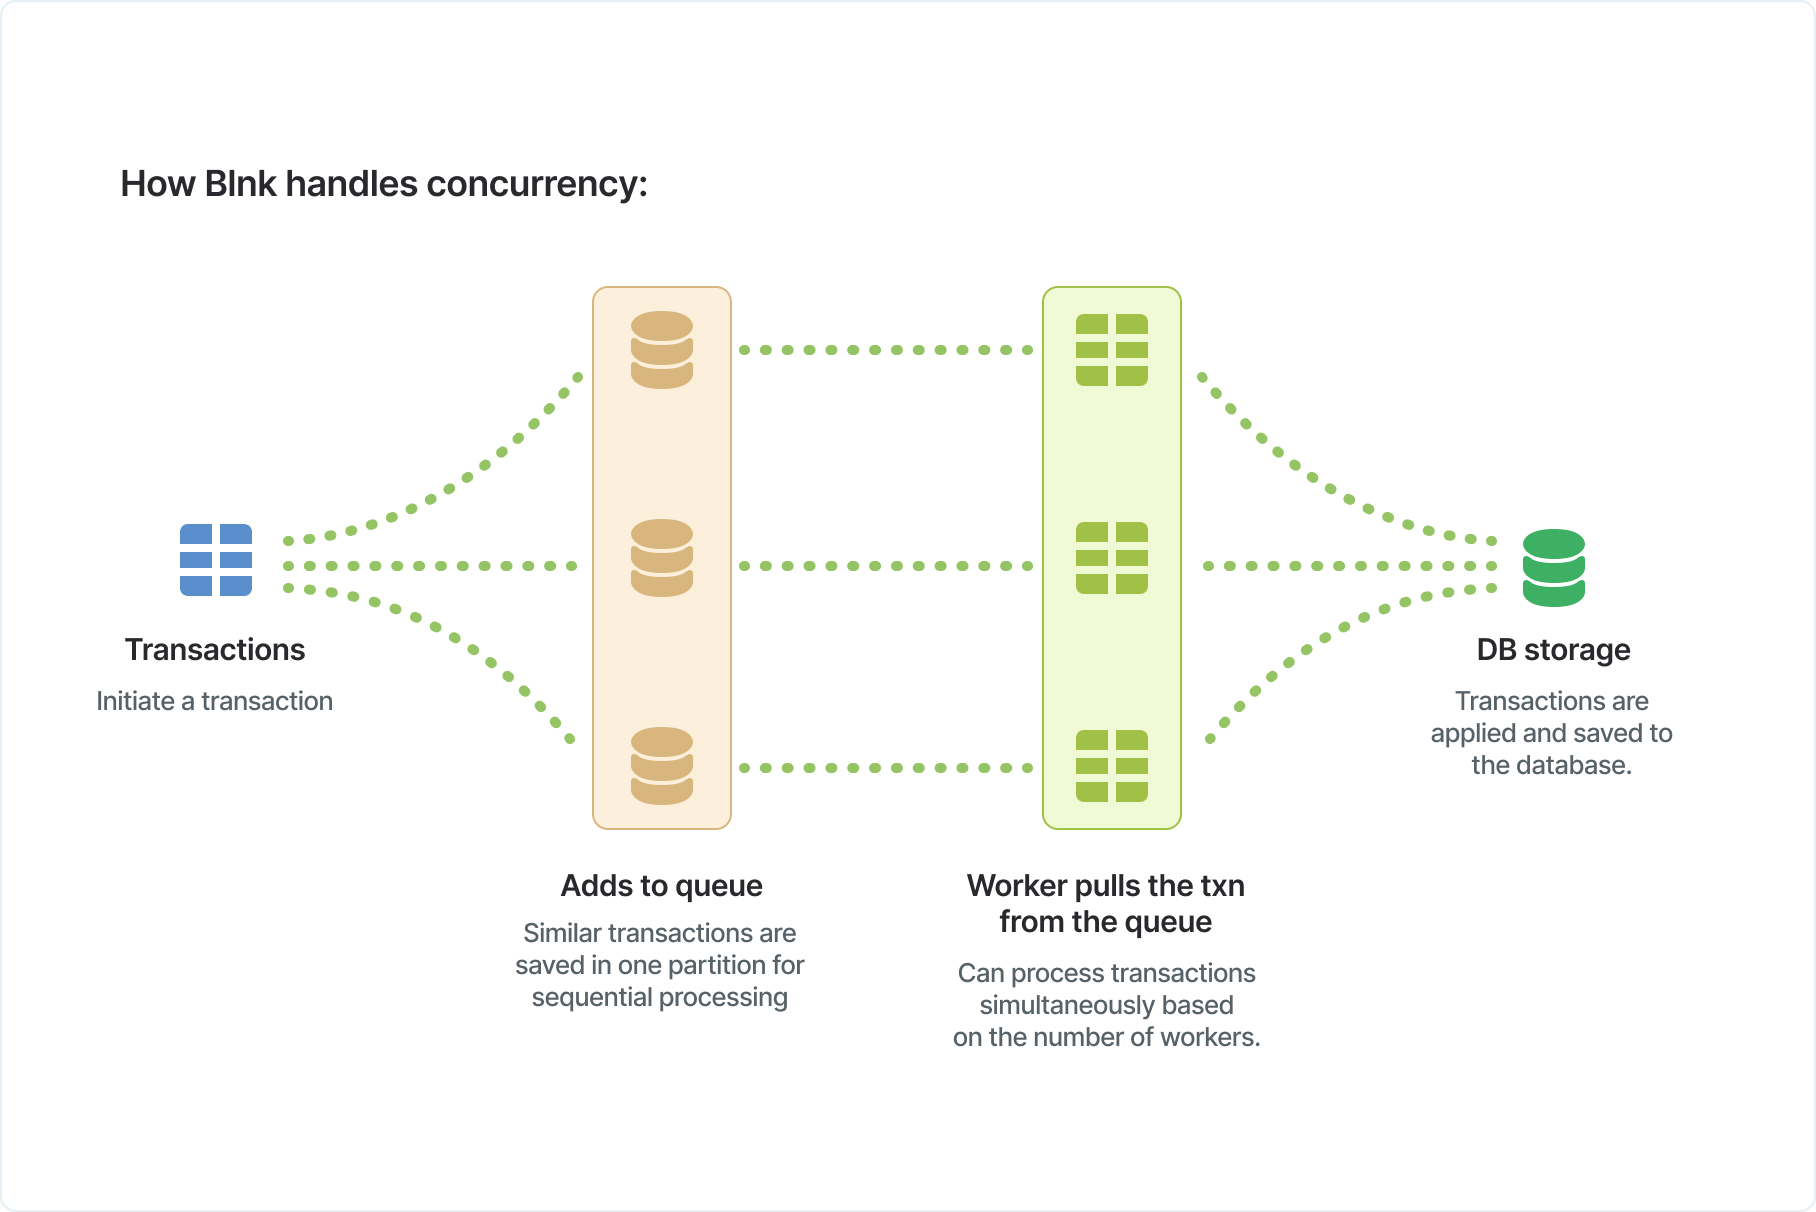 How Blnk handles concurrency:
Transactions
Initiate a transaction
Adds to queue
Similar transactions are
saved in one partition for
sequential processing
Worker pulls the txn
from the queue
Can process transactions
simultaneously based
on the number of workers.
DB storage
Transactions are
applied and saved to
the database.